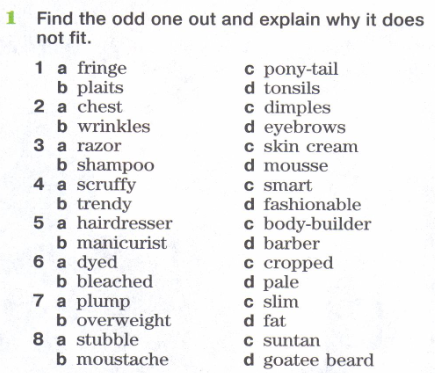 1 Find the odd one out and explain why it does
not fit.
1 a fringe c pony-tail
b plaits d tonsils
2 a chest c dimples
b wrinkles d eyebrows
3 a razor c skin cream
b shampoo d mousse
4 a scruffy c smart
b trendy d fashionable
5 a hairdresser c body-builder
b manicurist d barber
6 a dyed c cropped
b bleached d pale
7 a plump c slim
b overweight d fat
8 a stubble c suntan
b moustache d goatee beard